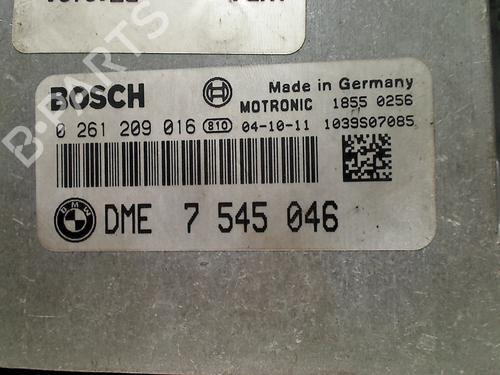 BOSCH
Made in Germany
MOTRONIC 1855 0256
0 261 209 016 810 04-10-11 1039S07085
BMW
DME 7 545 046
B-PARTS